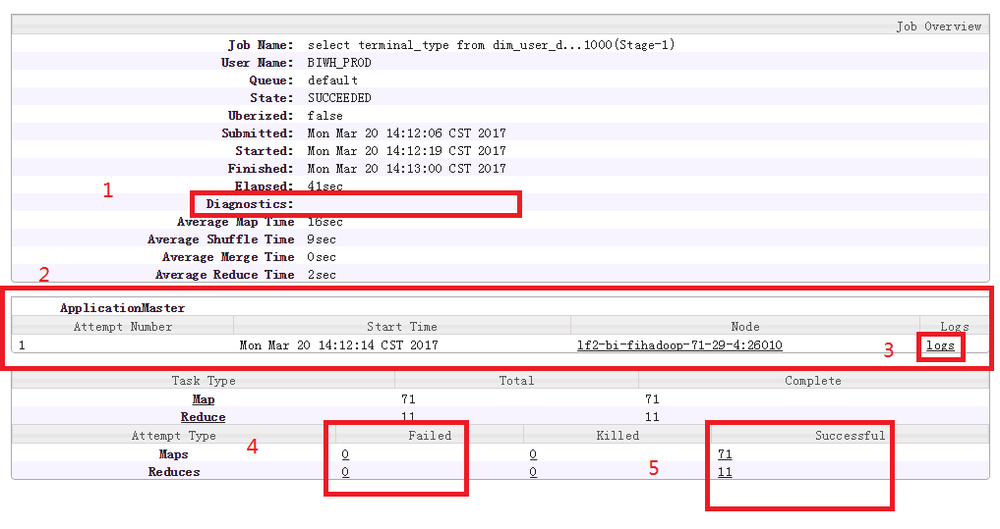 Job Overview
Job Name: select terminal_type from dim_user_d...1000(Stage-1)
User Name: BIWH_PROD
Queue: default
State: SUCCEEDED
Uberized: false
Submitted: Mon Mar 20 14:12:06 CST 2017
Started: Mon Mar 20 14:12:19 CST 2017
Finished: Mon Mar 20 14:13:00 CST 2017
1 Elapsed: 41sec
Diagnostics:
Average Map Time 16sec
Average Shuffle Time 9sec
Average Merge Time 0sec
2 Average Reduce Time 2sec
ApplicationMaster
Attempt Number Start Time Node Logs
1 Mon Mar 20 14:12:14 CST 2017 lf2-bi-fihadoop-71-29-4:26010 3 logs
Task Type Total Complete
Map 71 71
Reduce 11 11
Attempt Type Failed Killed Successful
4
Maps 0 0 71
Reduces 0 0 5 11